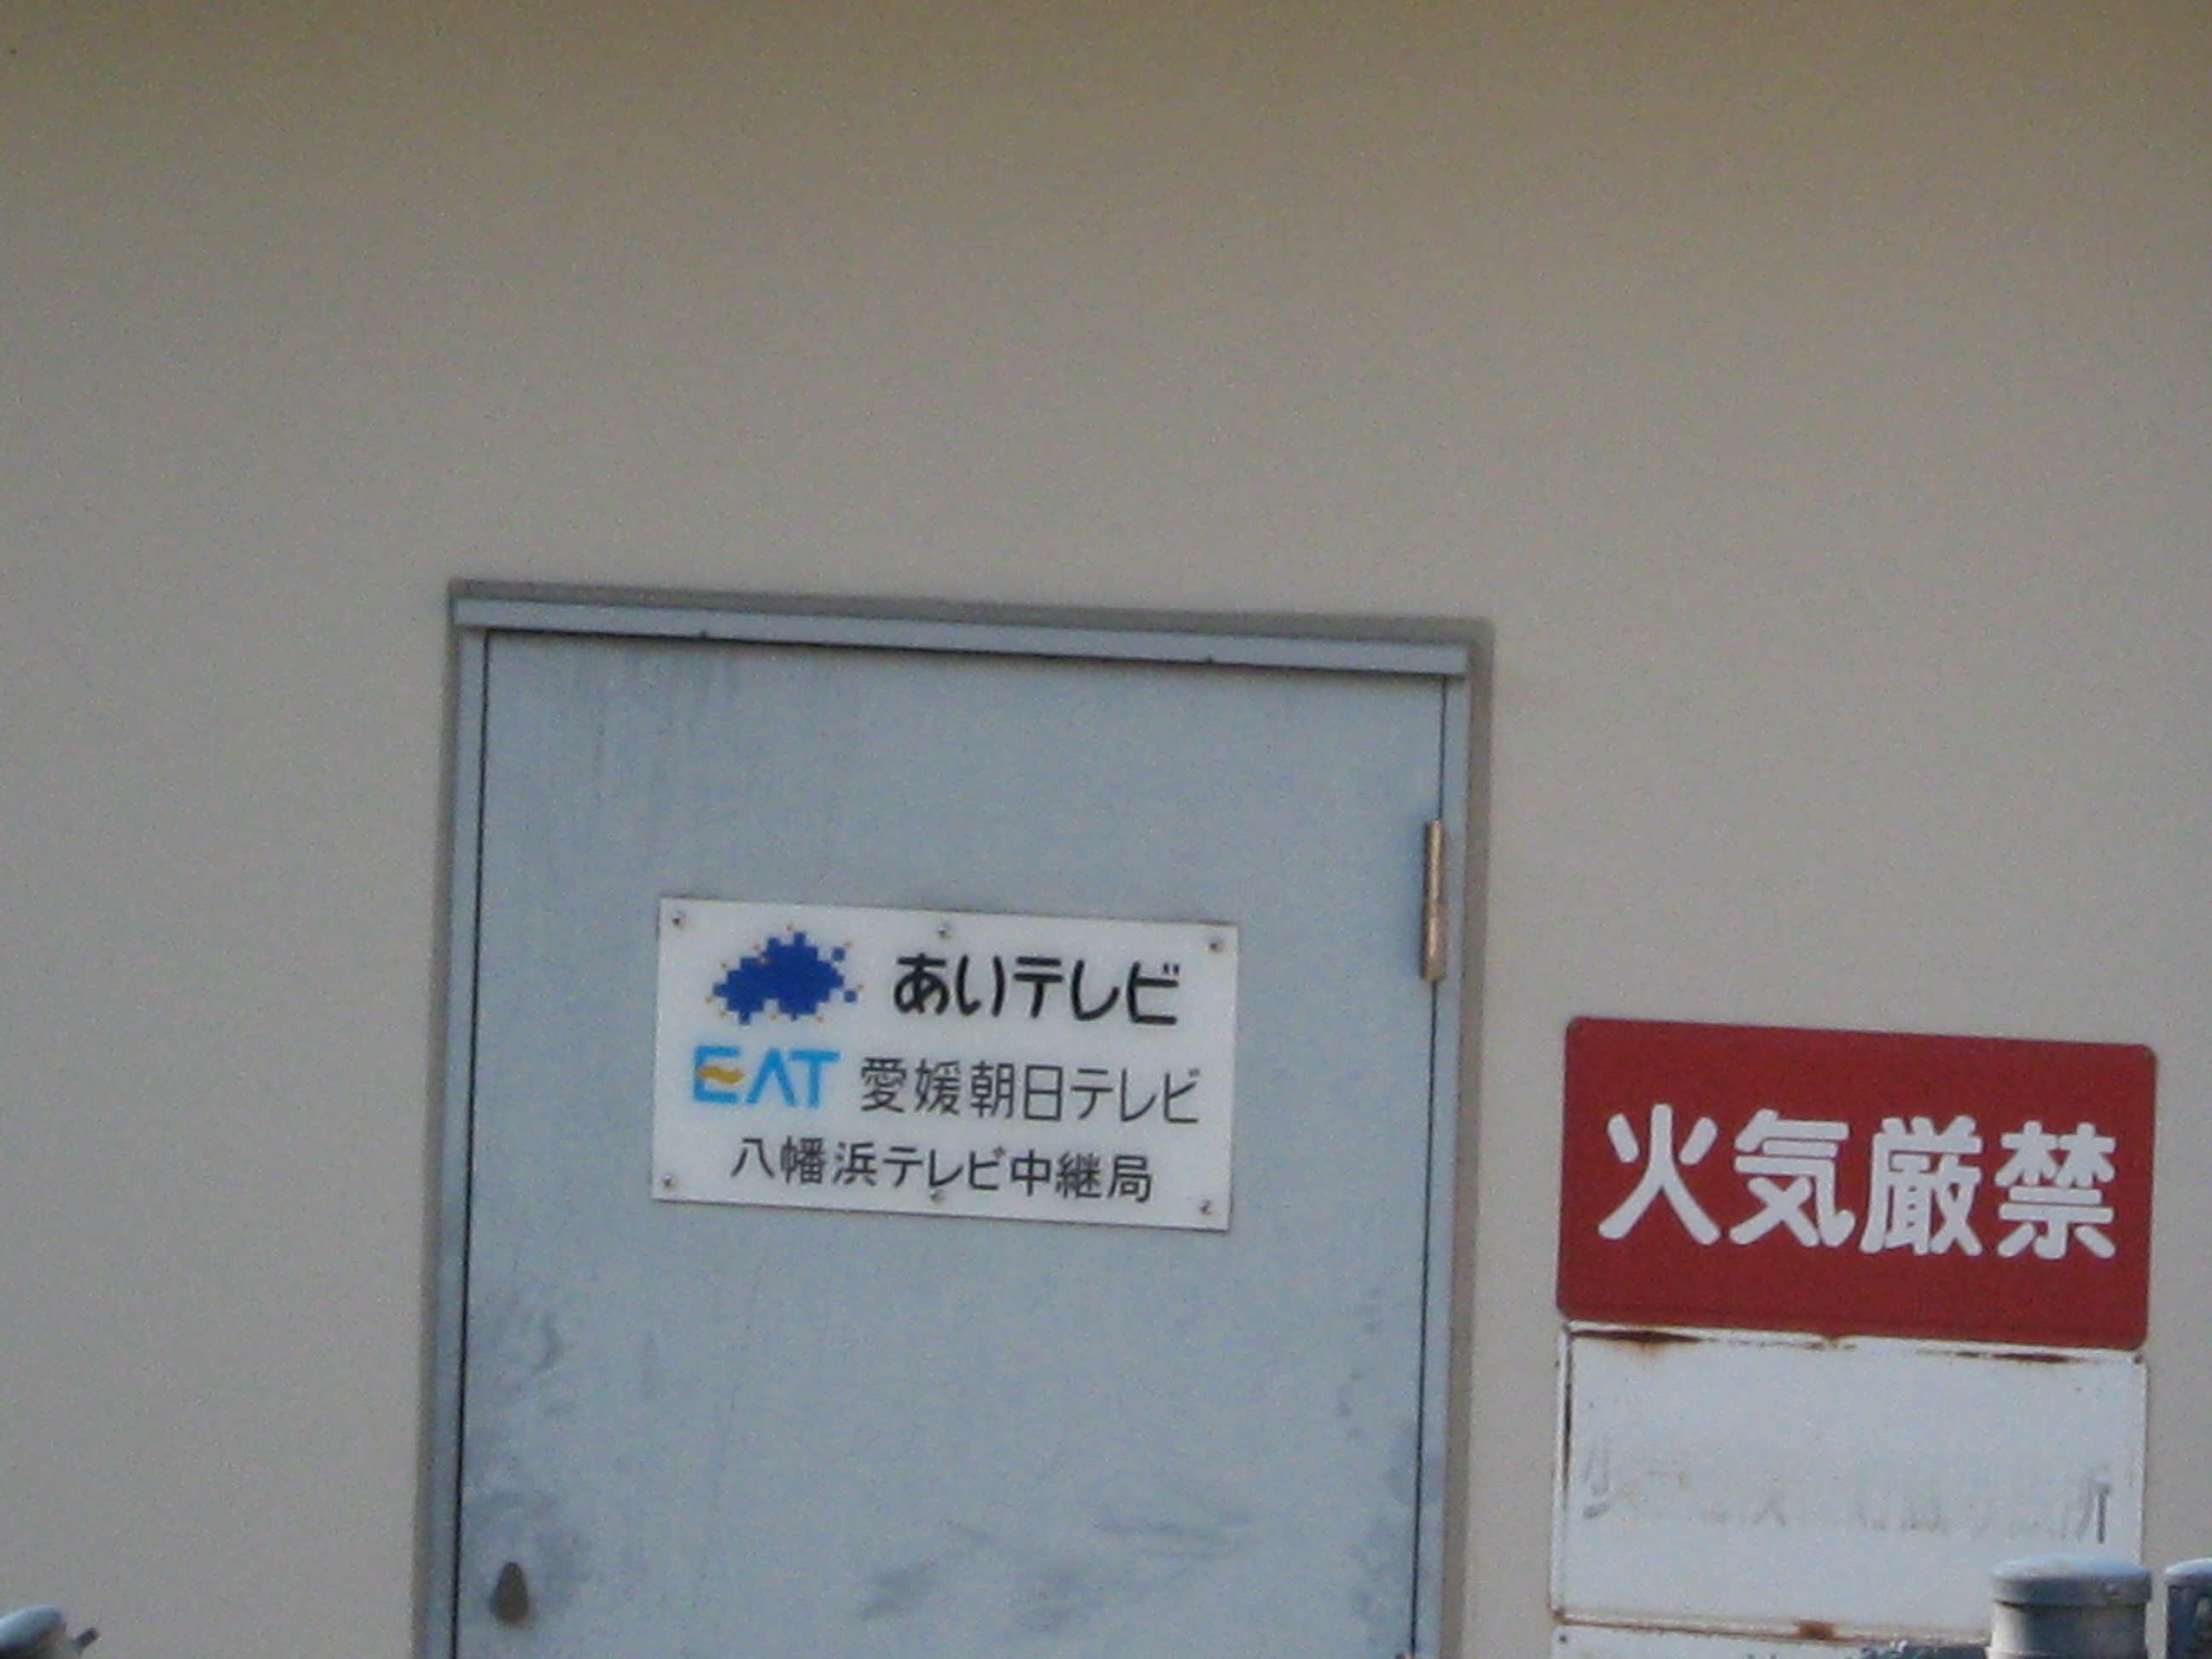 あいテレビ
EAT 愛媛朝日テレビ
八幡浜テレビ中継局
火気厳禁